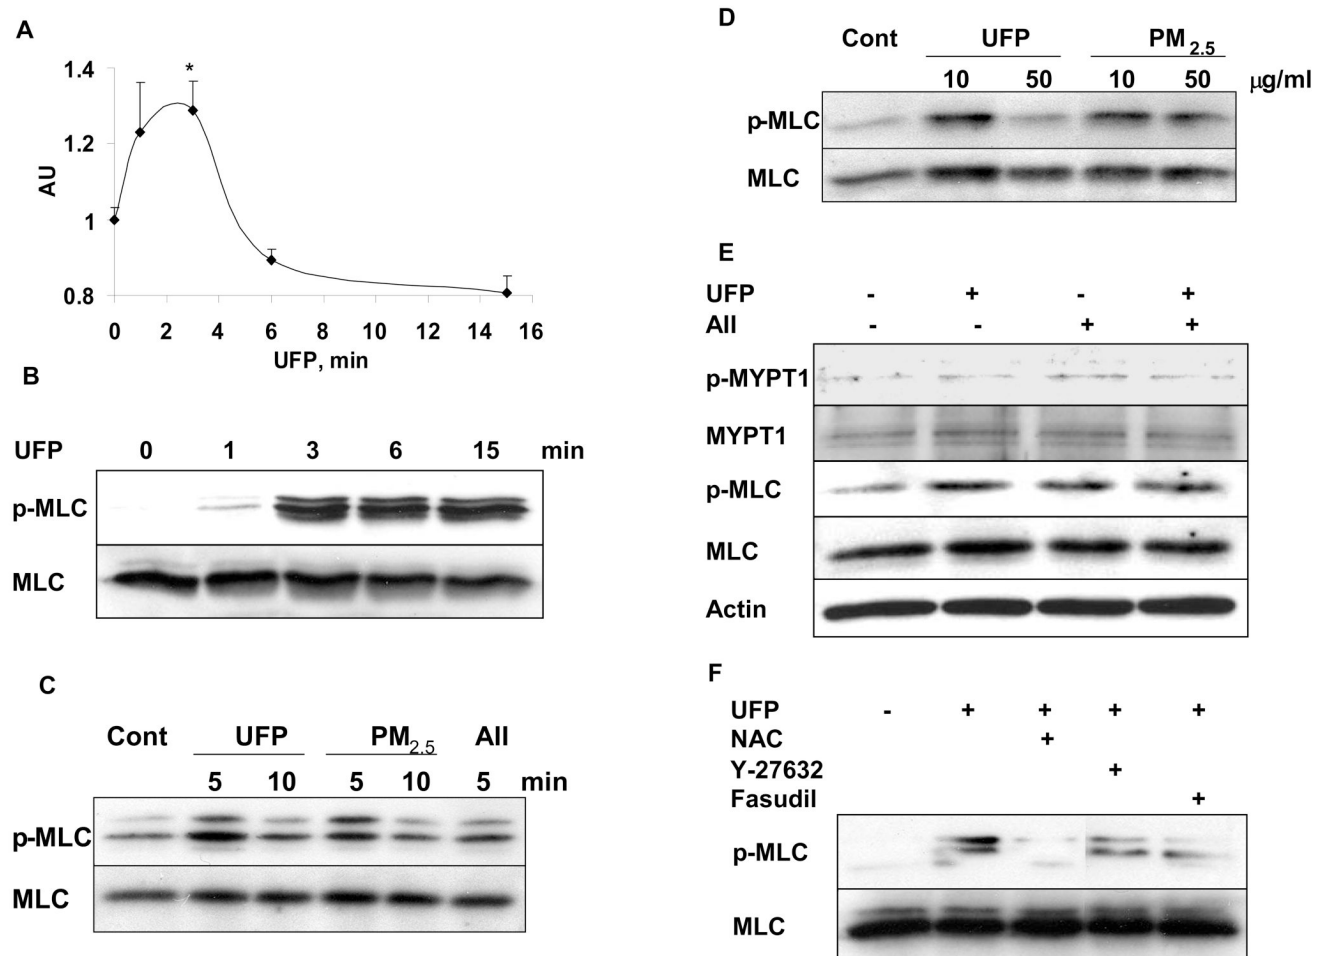 A
1.4
*
1.2
AU
1
0.8
0 2 4 6 8 10 12 14 16
UFP, min
B
UFP 0 1 3 6 15 min
p-MLC
MLC
C
Cont UFP PM2.5 AII
5 10 5 10 5 min
p-MLC
MLC
D
Cont UFP PM 2.5
10 50 10 50 μg/ml
p-MLC
MLC
E
UFP - + - +
AII - - + +
p-MYPT1
MYPT1
p-MLC
MLC
Actin
F
UFP - + + + +
NAC +
Y-27632 +
Fasudil +
p-MLC
MLC